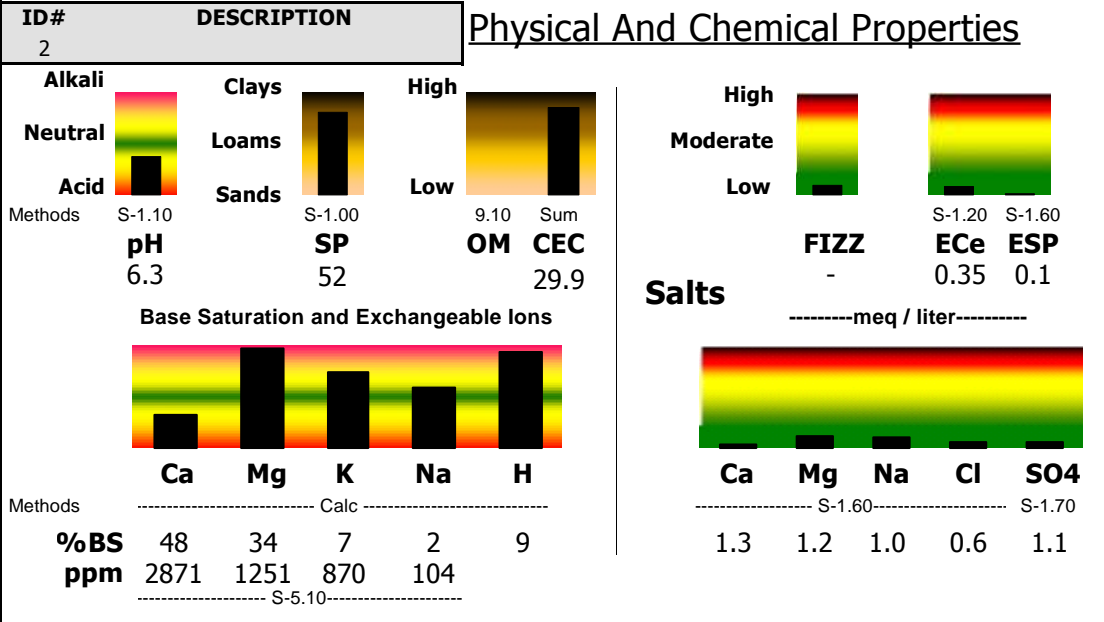 ID# DESCRIPTION
2
Physical And Chemical Properties
Alkali
Neutral
Acid
Clays
Loams
Sands
High
Low
High
Moderate
Low
Methods S-1.10 S-1.00 9.10 Sum S-1.20 S-1.60
pH SP OM CEC FIZZ ECe ESP
6.3 52 29.9 - 0.35 0.1
Salts
Base Saturation and Exchangeable Ions
---------meq / liter----------
Ca Mg K Na H
Ca Mg Na Cl SO4
Methods ---------------------------- Calc -----------------------------
------------------ S-1.60--------------------- S-1.70
%BS 48 34 7 2 9
1.3 1.2 1.0 0.6 1.1
ppm 2871 1251 870 104
--------------------- S-5.10----------------------